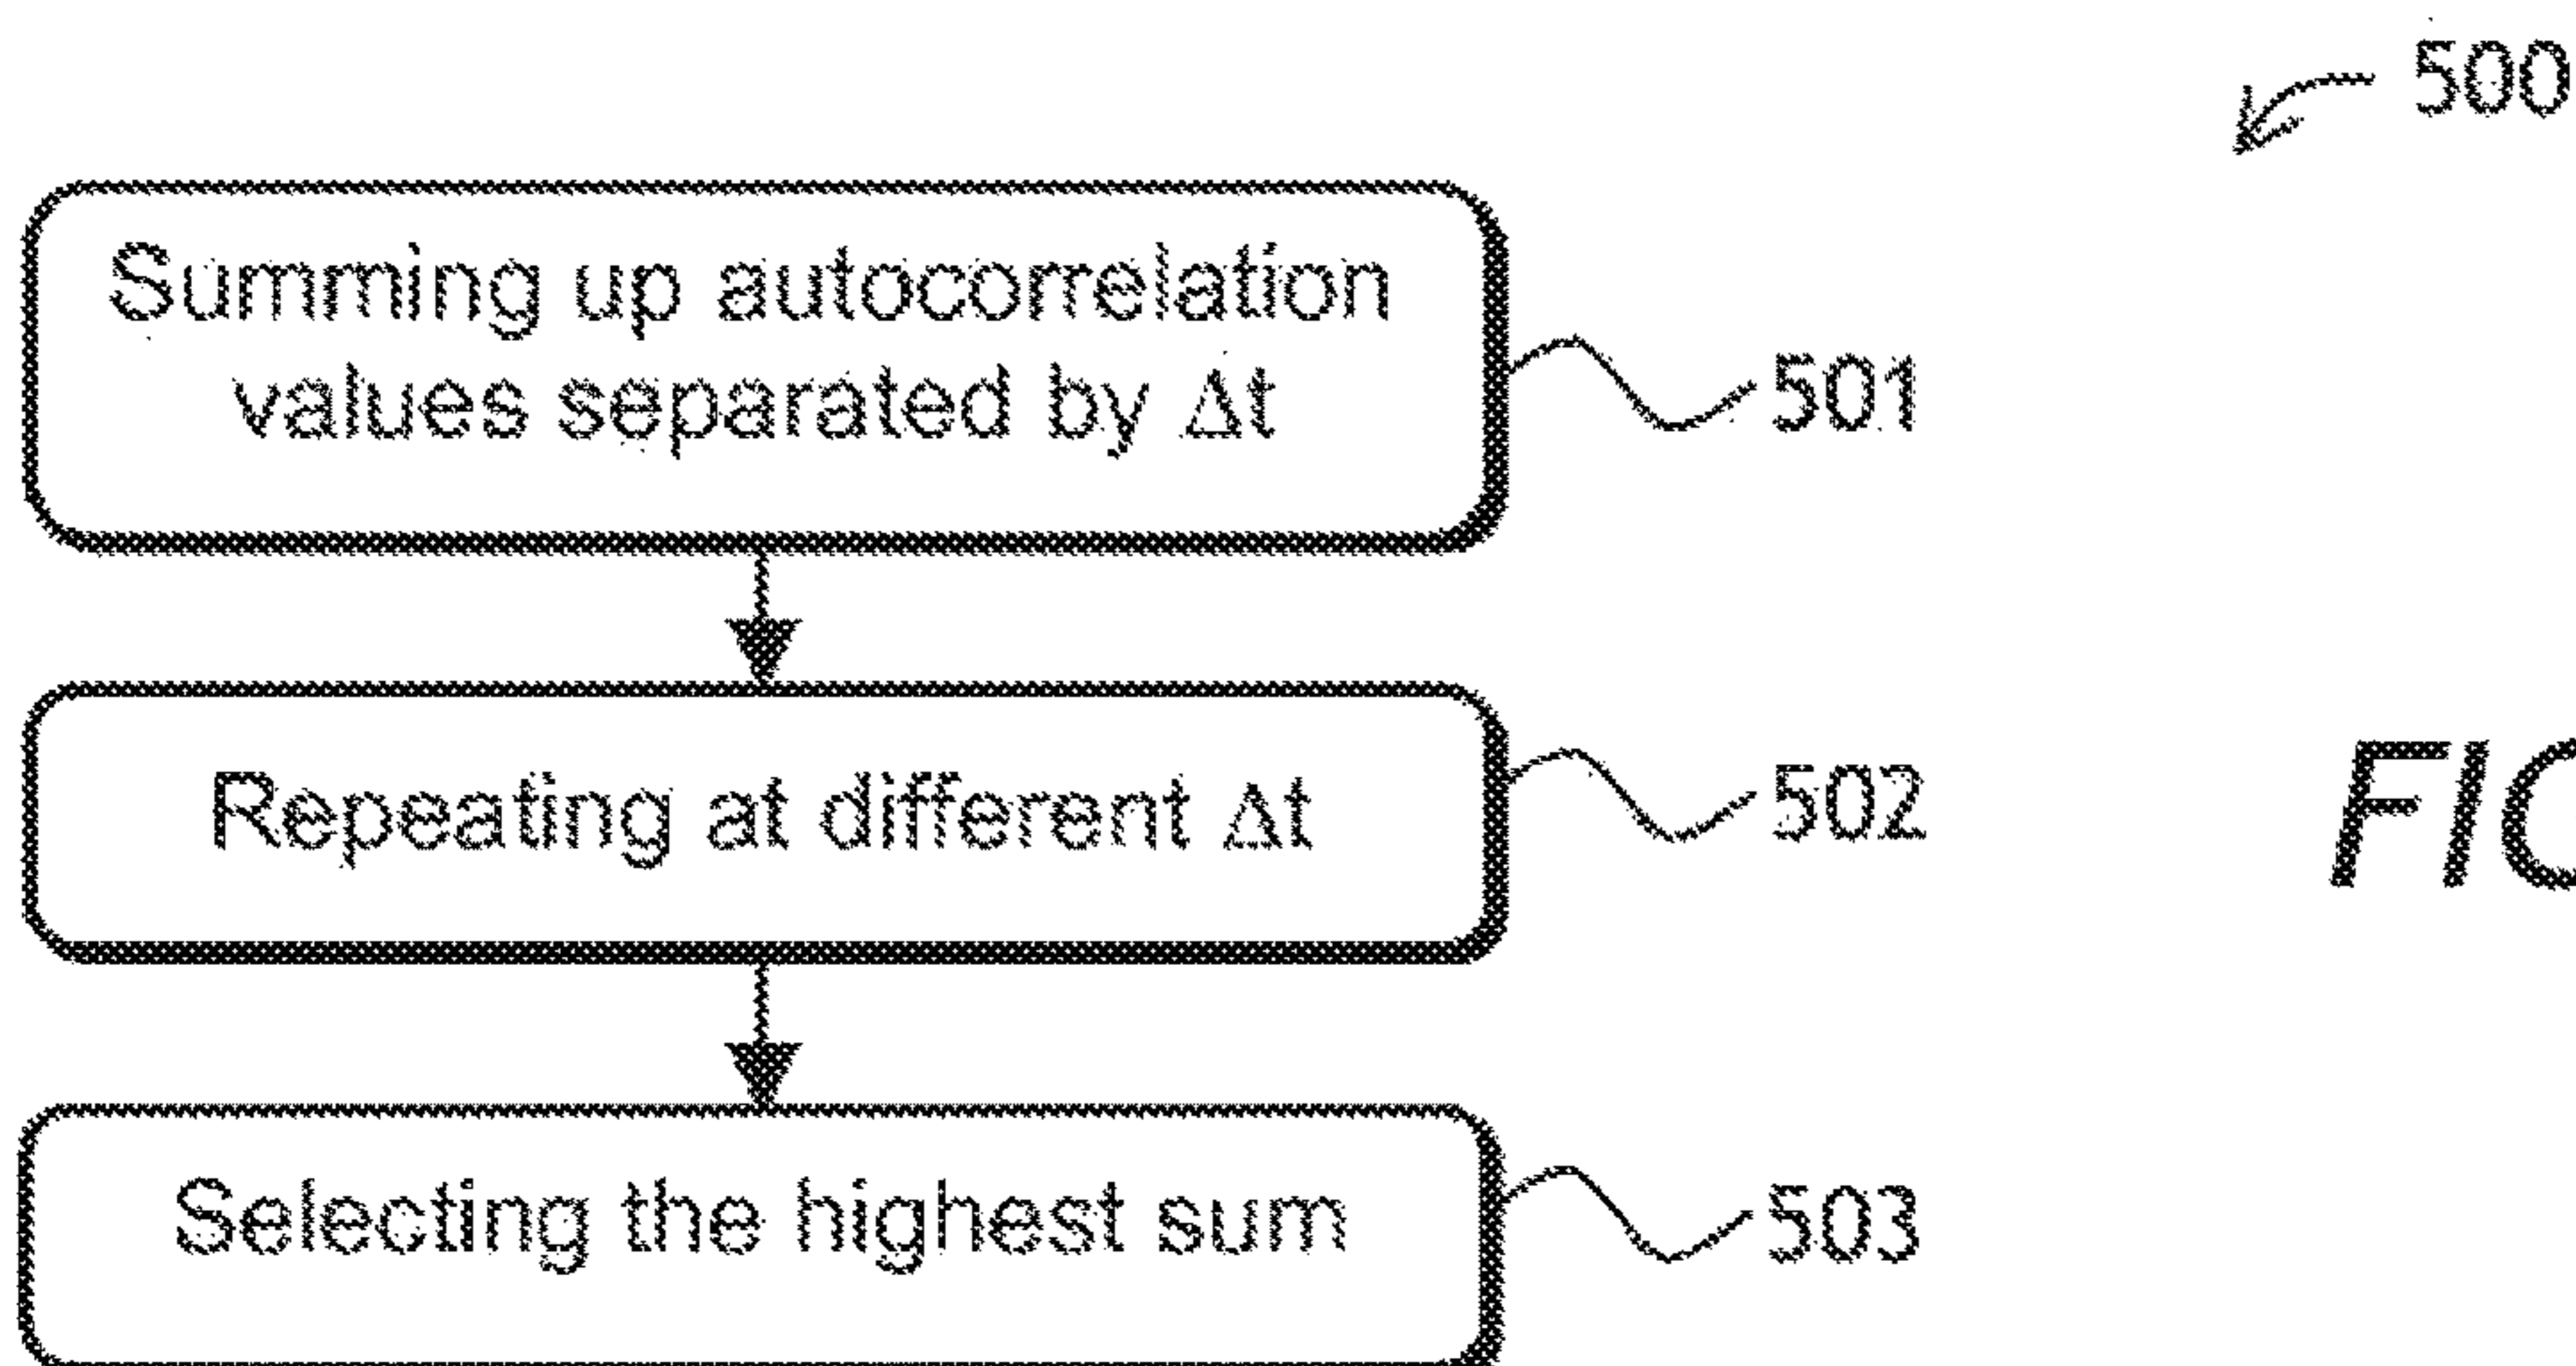 500
Summing up autocorrelation
values separated by Δt
501
Repeating at different Δt
502
FIG
Selecting the highest sum
503